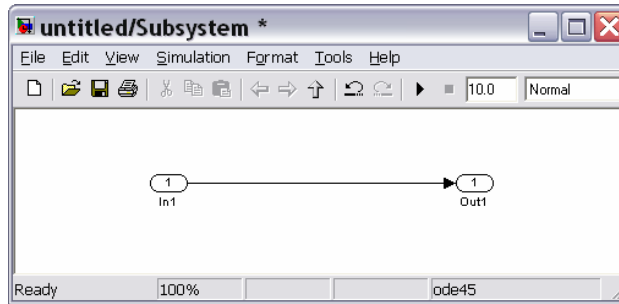 untitled/Subsystem *
File Edit View Simulation Format Tools Help
10.0 Normal
1 1
In1 Out1
Ready 100% ode45